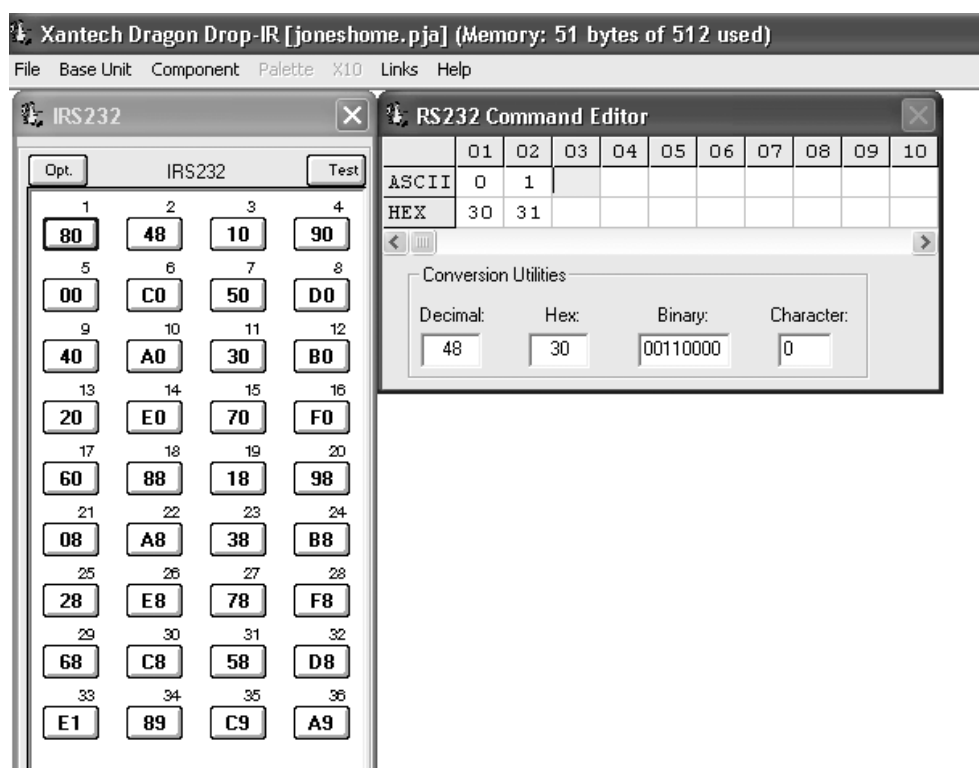 Xantech Dragon Drop-IR [joneshome.pja] (Memory: 51 bytes of 512 used)
File Base Unit Component Palette X10 Links Help
IRS232
Opt. IRS232 Test
1 2 3 4
80 48 10 90
5 6 7 8
00 C0 50 D0
9 10 11 12
40 A0 30 B0
13 14 15 16
20 E0 70 F0
17 18 19 20
60 88 18 98
21 22 23 24
08 A8 38 B8
25 26 27 28
28 E8 78 F8
29 30 31 32
68 C8 58 D8
33 34 35 36
E1 89 C9 A9
RS232 Command Editor
01 02 03 04 05 06 07 08 09 10
ASCII 0 1
HEX 30 31
Conversion Utilities
Decimal: Hex: Binary: Character:
48 30 00110000 0